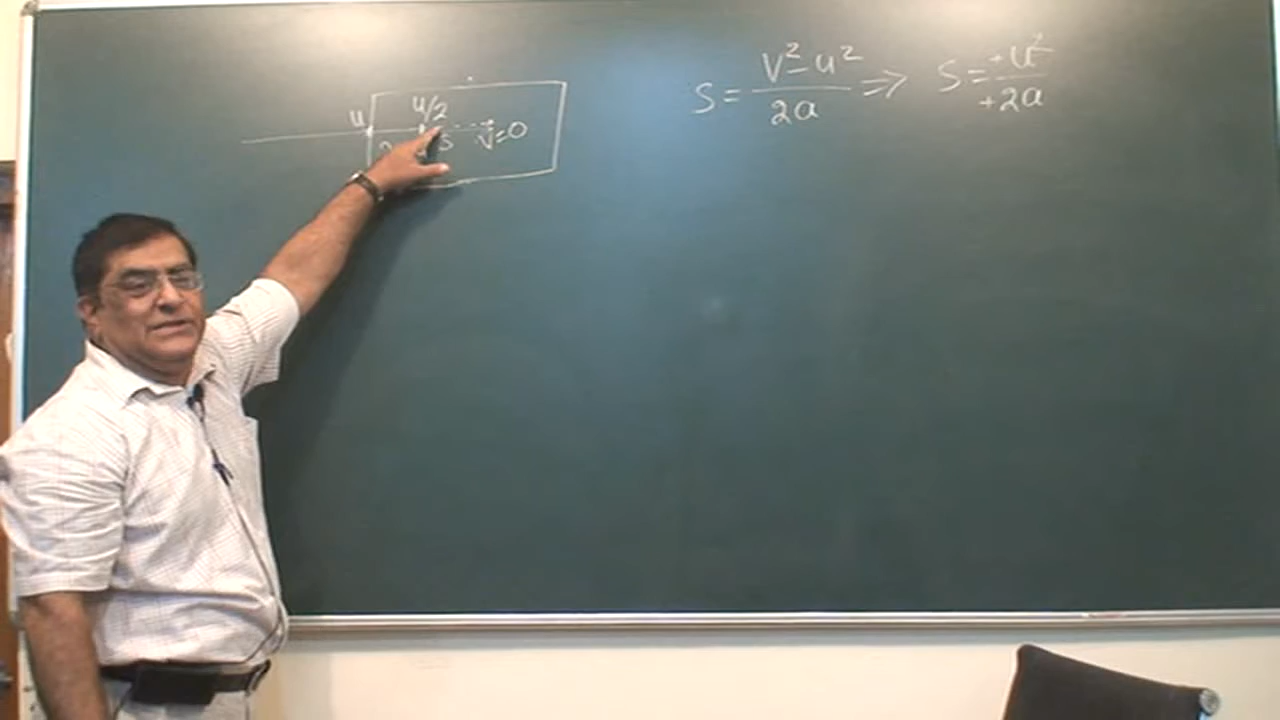 u u/2
S V=0
S = V² - u² / 2a ⇒ S = +u² / +2a